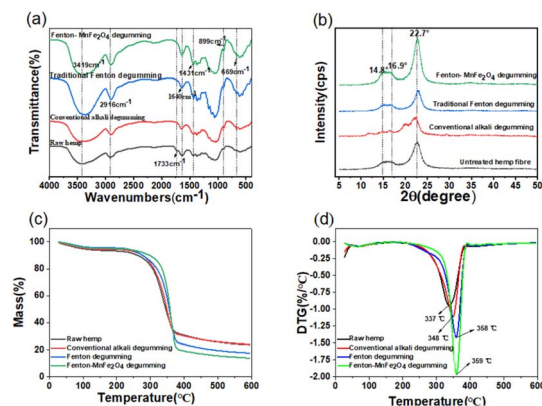 (a)
Fenton- MnFe2O4 degumming
899cm-1
3419cm-1
1431cm-1
669cm-1
Traditional Fenton degumming
2916cm-1
1640cm-1
Conventional alkali degumming
Raw hemp
1733cm-1
Transmittance(%)
4000 3500 3000 2500 2000 1500 1000 500
Wavenumbers(cm-1)
(b)
22.7°
14.8°
16.9°
Fenton- MnFe2O4 degumming
Traditional Fenton degumming
Conventional alkali degumming
Untreated hemp fibre
Intensity(cps)
5 10 15 20 25 30 35 40 45 50
2θ(degree)
(c)
100
80
60
40
20
0
Mass(%)
Raw hemp
Conventional alkali degumming
Fenton degumming
Fenton-MnFe2O4 degumming
0 100 200 300 400 500 600
Temperature(°C)
(d)
0.00
-0.25
-0.50
-0.75
-1.00
-1.25
-1.50
-1.75
-2.00
DTG(%/°C)
337 ℃
348 ℃
358 ℃
359 ℃
Raw hemp
Conventional alkali degumming
Fenton degumming
Fenton-MnFe2O4 degumming
0 100 200 300 400 500 600
Temperature(°C)